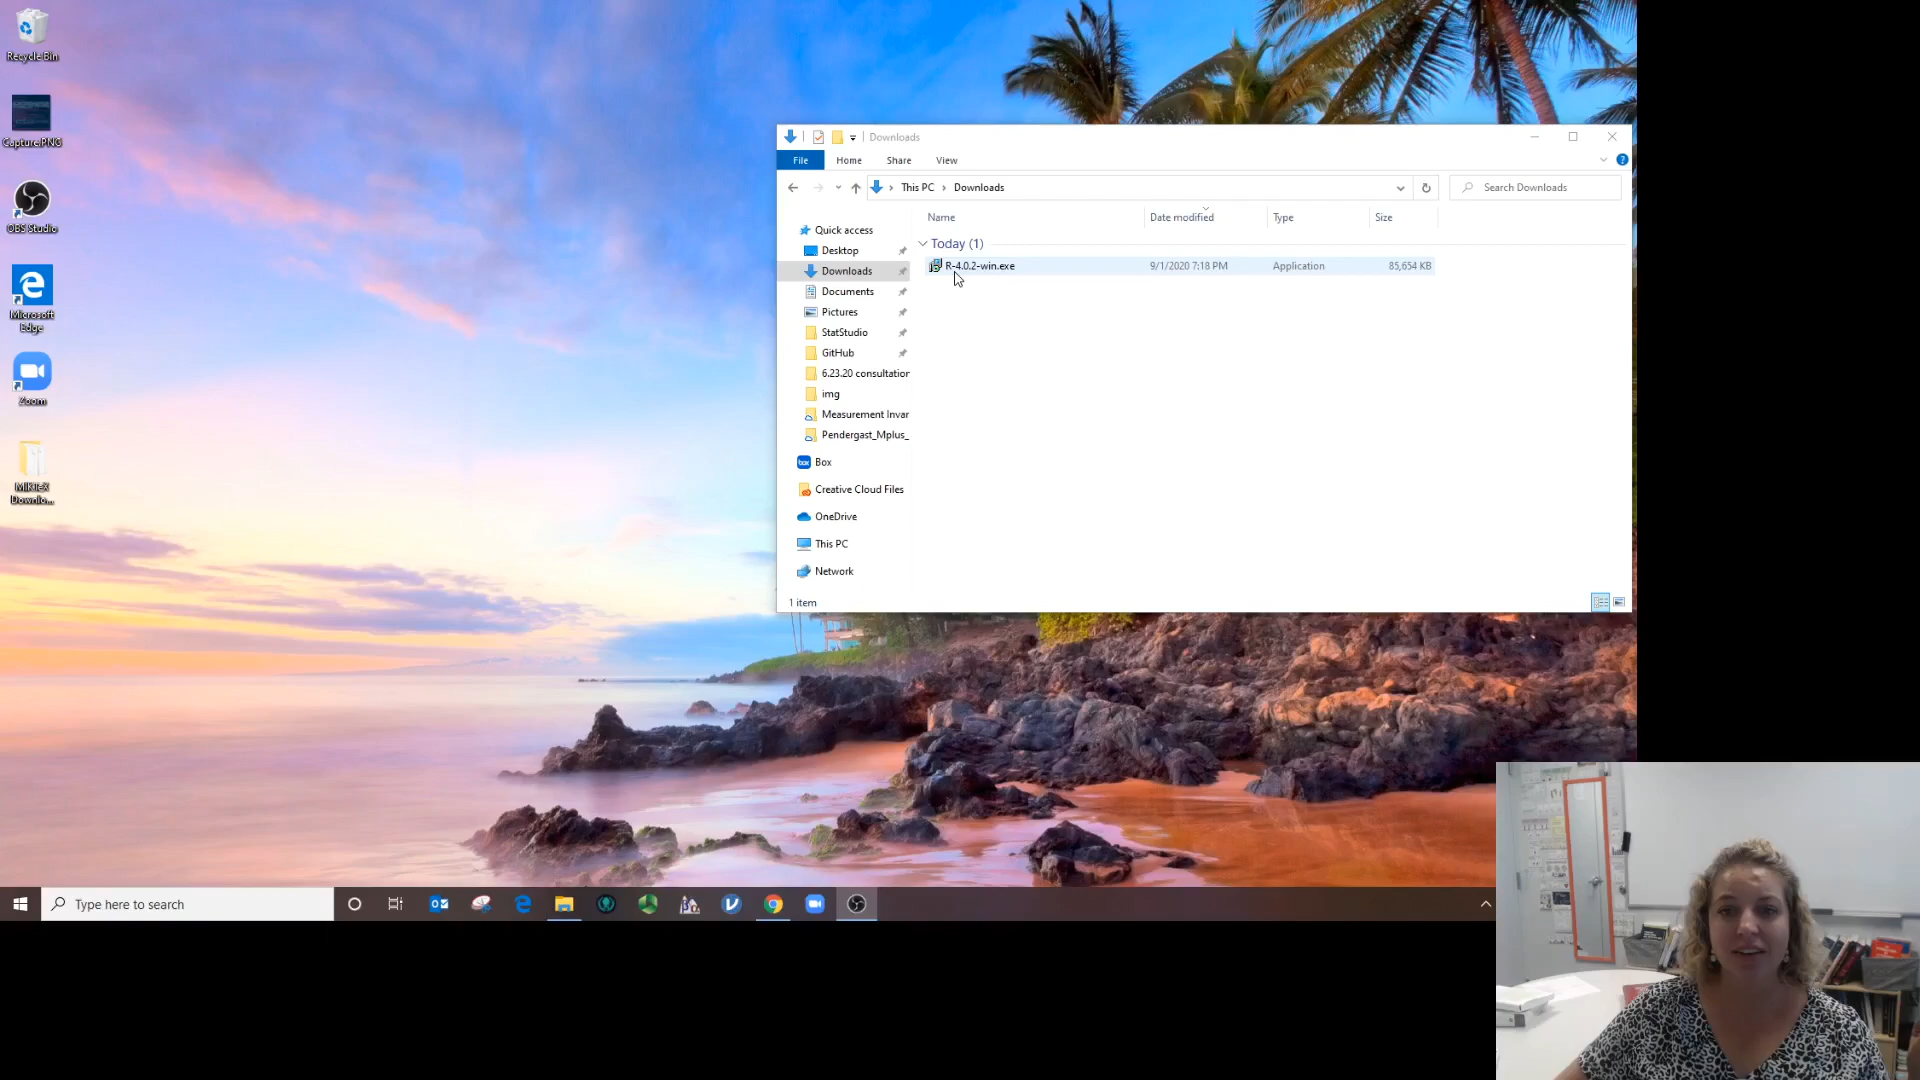 Recycle Bin
Capture.PNG
OBS Studio
Microsoft
Edge
Zoom
MiKTeX
Downlo...
Downloads
File Home Share View
This PC Downloads
Search Downloads
Name Date modified Type Size
Quick access
Desktop
Downloads
Documents
Pictures
StatStudio
GitHub
6.23.20 consultation
img
Measurement Invar
Pendergast_Mplus_
Box
Creative Cloud Files
OneDrive
This PC
Network
Today (1)
R-4.0.2-win.exe 9/1/2020 7:18 PM Application 85,654 KB
1 item
Type here to search